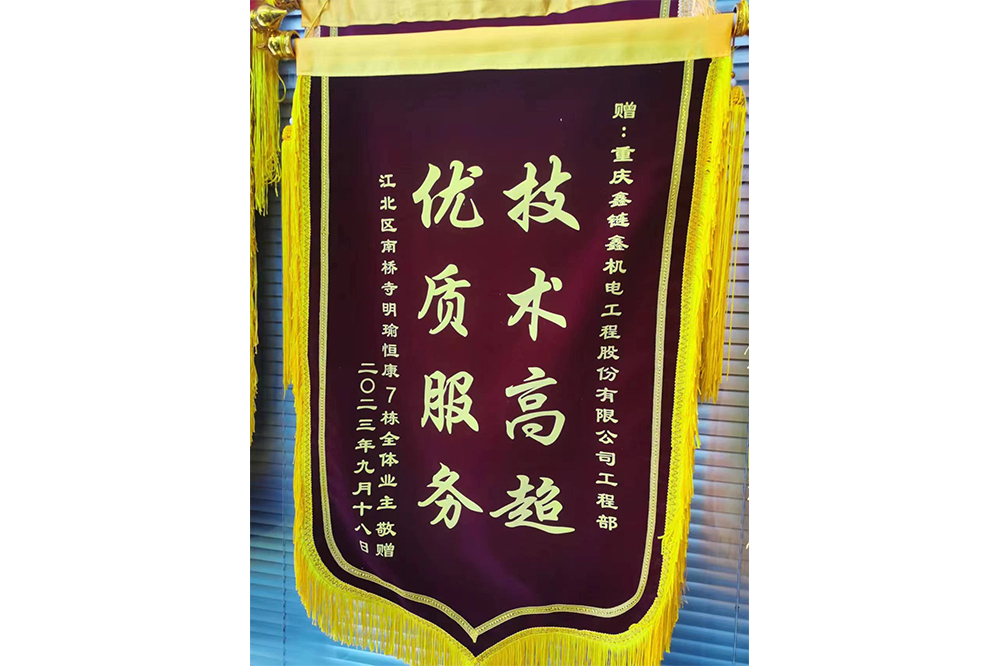 赠：重庆鑫链鑫机电工程股份有限公司工程部
技术高超
优质服务
江北区南桥寺明瑜恒康7栋全体业主 敬赠
二〇二三年九月十八日